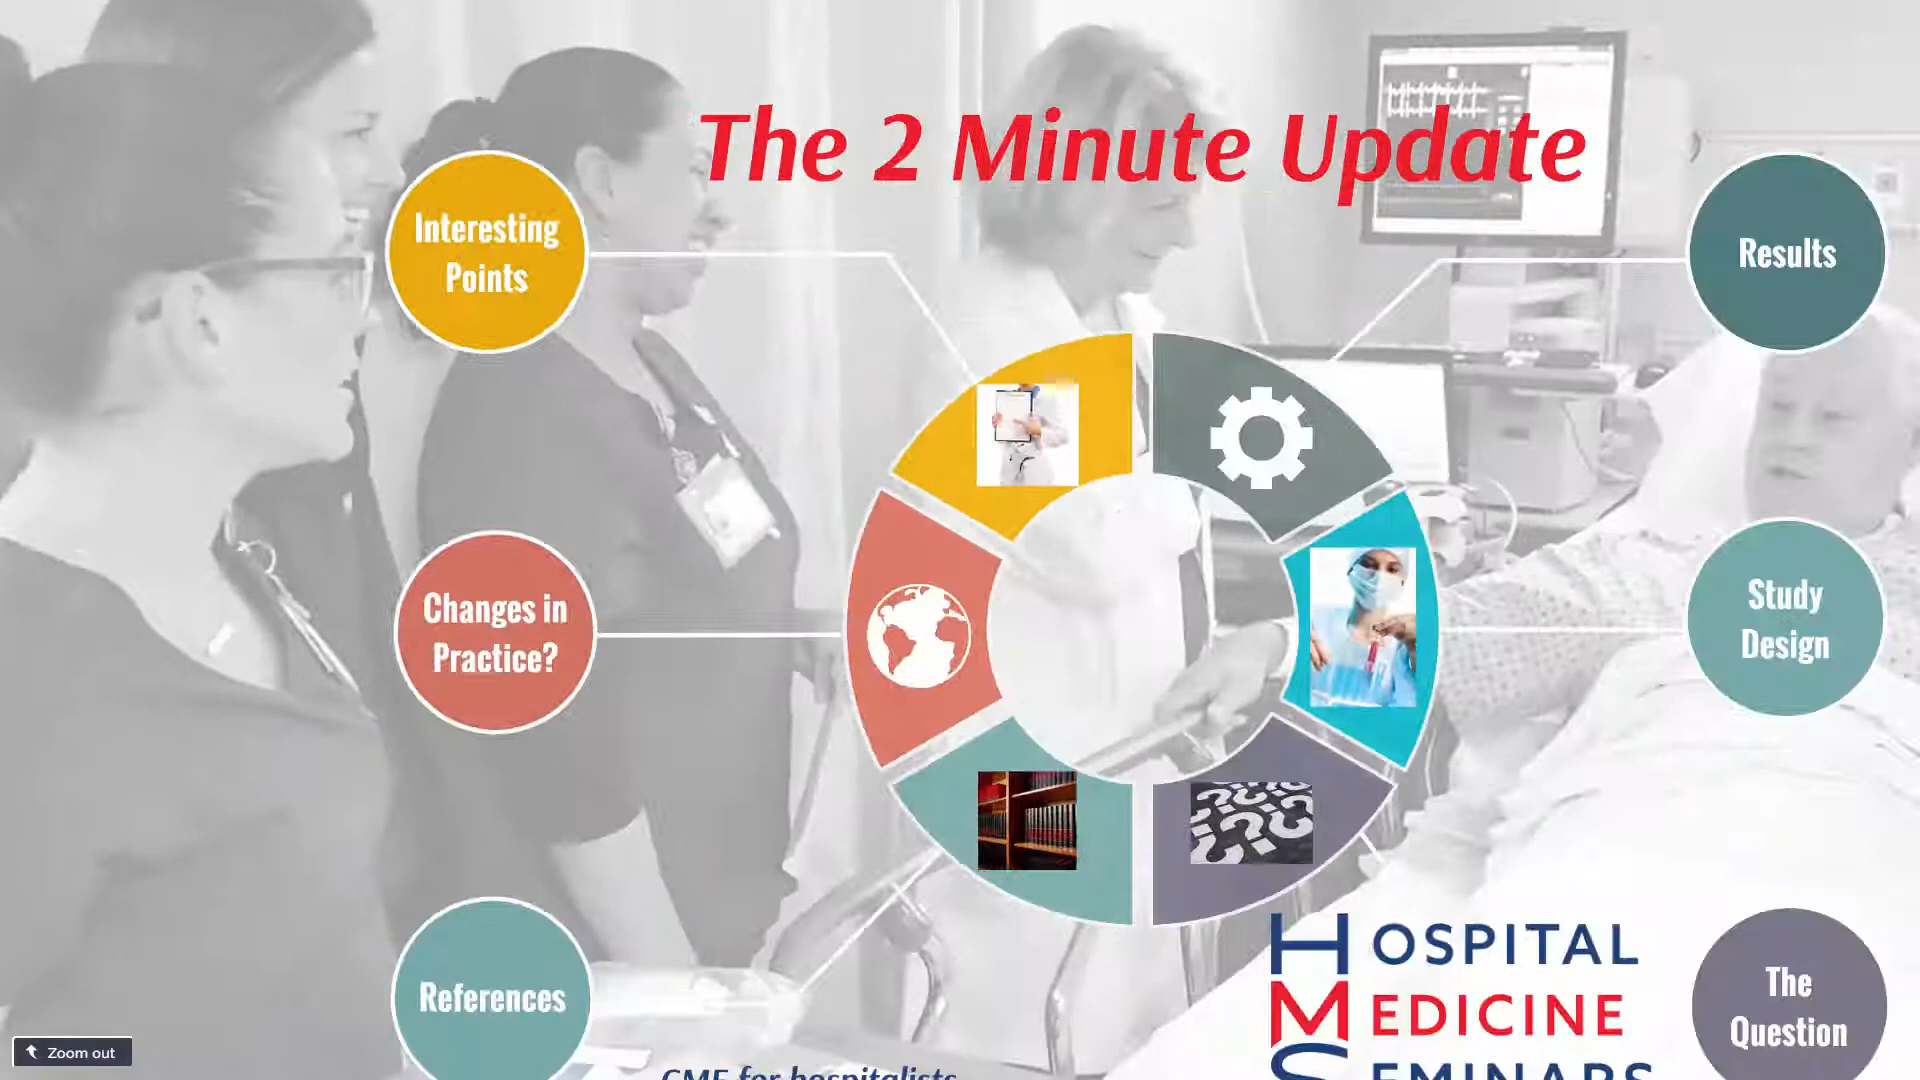 The 2 Minute Update
Interesting
Points
Results
Changes in
Practice?
Study
Design
References
The
Question
HOSPITAL
MEDICINE
SEMINARS
CME for hospitalists
Zoom out